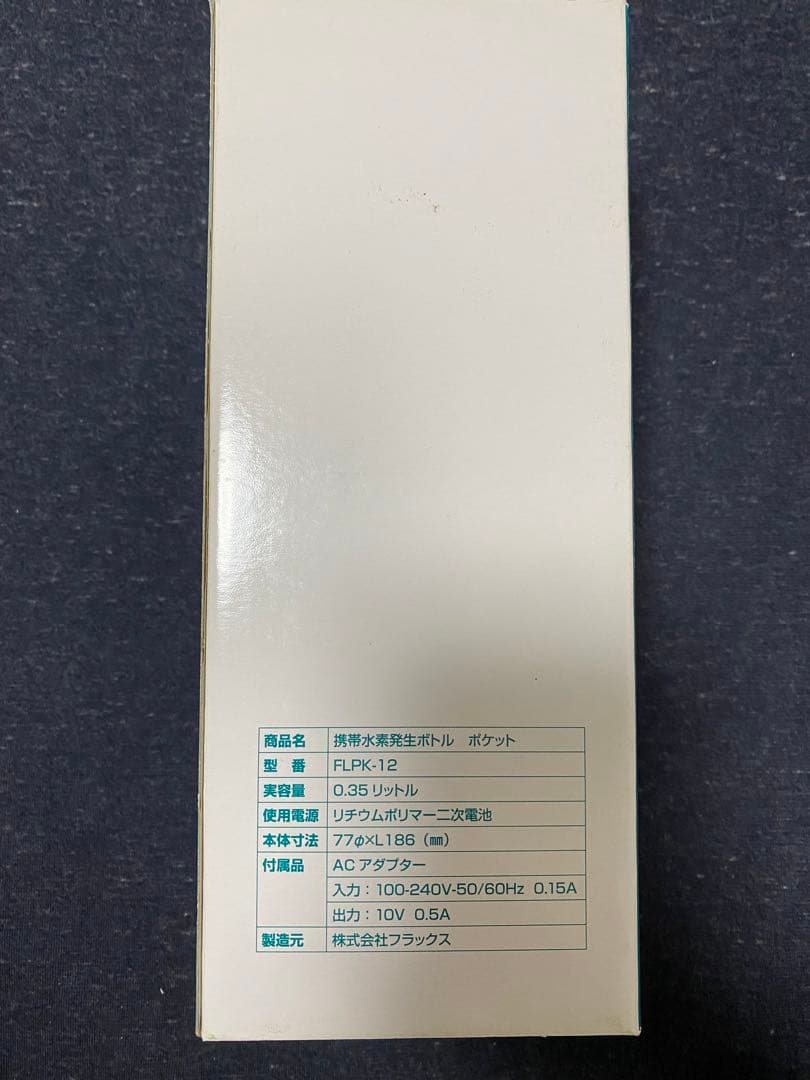 商品名 携帯水素発生ボトル ポケット
型 番 FLPK-12
実容量 0.35リットル
使用電源 リチウムポリマー二次電池
本体寸法 77φ×L186（㎜）
付属品 ACアダプター
入力：100-240V-50/60Hz 0.15A
出力：10V 0.5A
製造元 株式会社フラックス